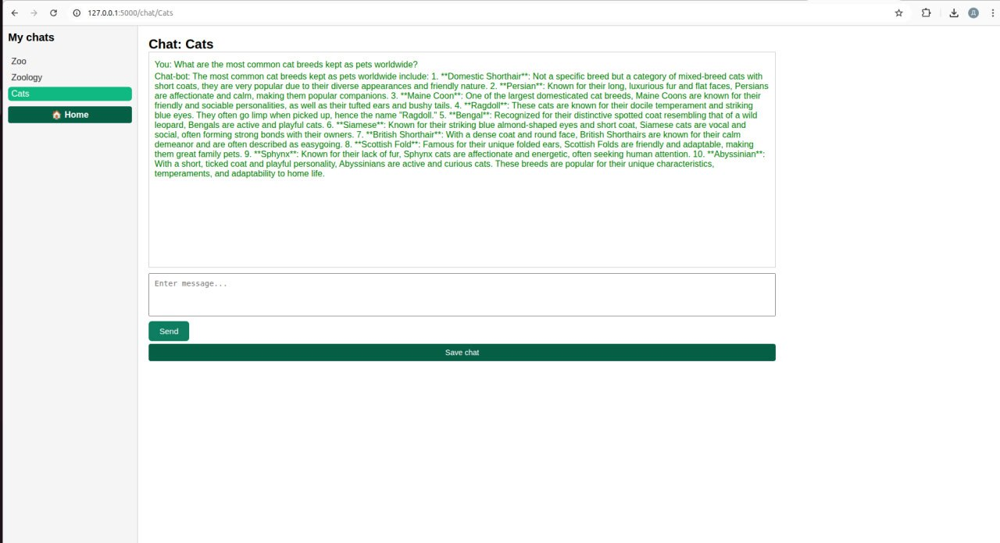 127.0.0.1:5000/chat/Cats
Д
My chats
Zoo
Zoology
Cats
Home
Chat: Cats
You: What are the most common cat breeds kept as pets worldwide?
Chat-bot: The most common cat breeds kept as pets worldwide include: 1. **Domestic Shorthair**: Not a specific breed but a category of mixed-breed cats with
short coats, they are very popular due to their diverse appearances and friendly nature. 2. **Persian**: Known for their long, luxurious fur and flat faces, Persians
are affectionate and calm, making them popular companions. 3. **Maine Coon**: One of the largest domesticated cat breeds, Maine Coons are known for their
friendly and sociable personalities, as well as their tufted ears and bushy tails. 4. **Ragdoll**: These cats are known for their docile temperament and striking
blue eyes. They often go limp when picked up, hence the name "Ragdoll." 5. **Bengal**: Recognized for their distinctive spotted coat resembling that of a wild
leopard, Bengals are active and playful cats. 6. **Siamese**: Known for their striking blue almond-shaped eyes and short coat, Siamese cats are vocal and
social, often forming strong bonds with their owners. 7. **British Shorthair**: With a dense coat and round face, British Shorthairs are known for their calm
demeanor and are often described as easygoing. 8. **Scottish Fold**: Famous for their unique folded ears, Scottish Folds are friendly and adaptable, making
them great family pets. 9. **Sphynx**: Known for their lack of fur, Sphynx cats are affectionate and energetic, often seeking human attention. 10. **Abyssinian**:
With a short, ticked coat and playful personality, Abyssinians are active and curious cats. These breeds are popular for their unique characteristics,
temperaments, and adaptability to home life.
Enter message...
Send
Save chat